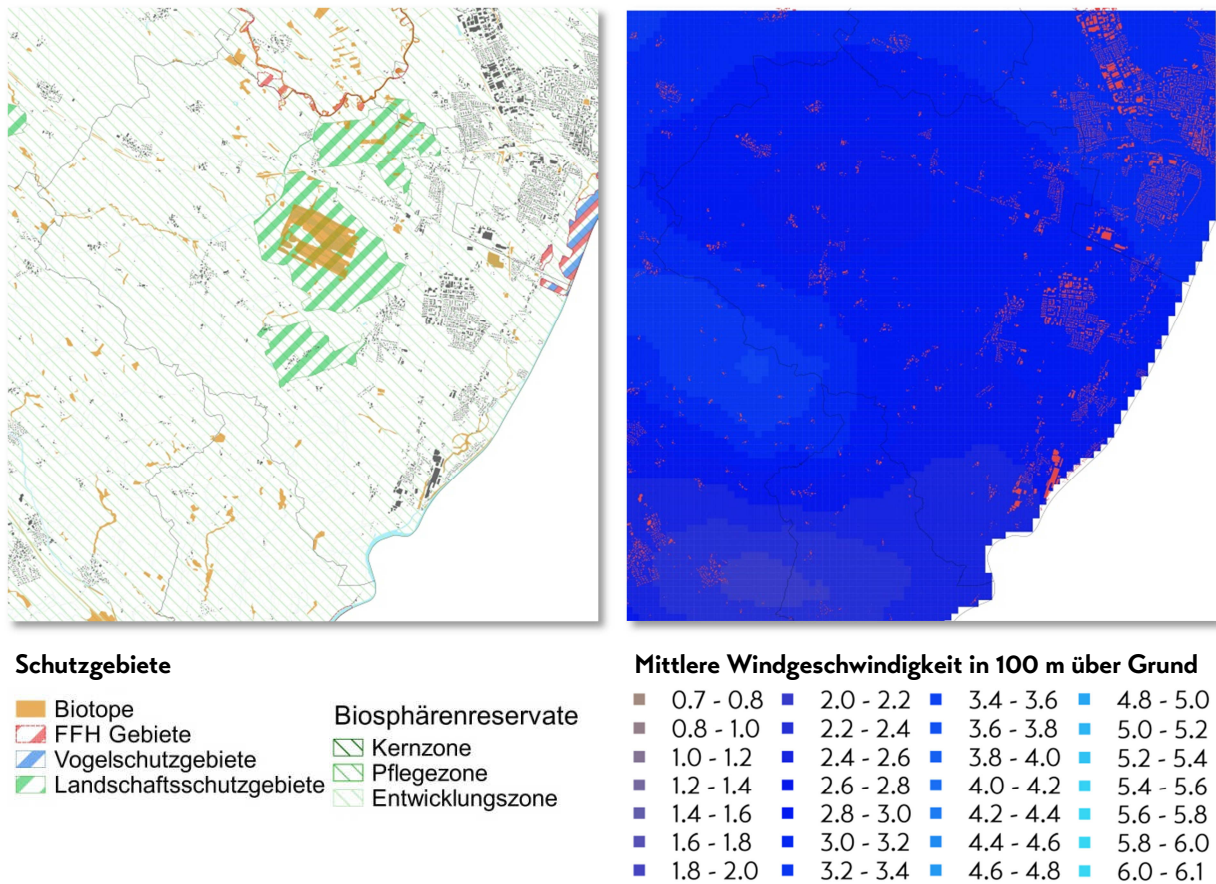 Schutzgebiete
Biotope
FFH Gebiete
Vogelschutzgebiete
Landschaftsschutzgebiete
Biosphärenreservate
Kernzone
Pflegezone
Entwicklungszone
Mittlere Windgeschwindigkeit in 100 m über Grund
0.7 - 0.8
0.8 - 1.0
1.0 - 1.2
1.2 - 1.4
1.4 - 1.6
1.6 - 1.8
1.8 - 2.0
2.0 - 2.2
2.2 - 2.4
2.4 - 2.6
2.6 - 2.8
2.8 - 3.0
3.0 - 3.2
3.2 - 3.4
3.4 - 3.6
3.6 - 3.8
3.8 - 4.0
4.0 - 4.2
4.2 - 4.4
4.4 - 4.6
4.6 - 4.8
4.8 - 5.0
5.0 - 5.2
5.2 - 5.4
5.4 - 5.6
5.6 - 5.8
5.8 - 6.0
6.0 - 6.1